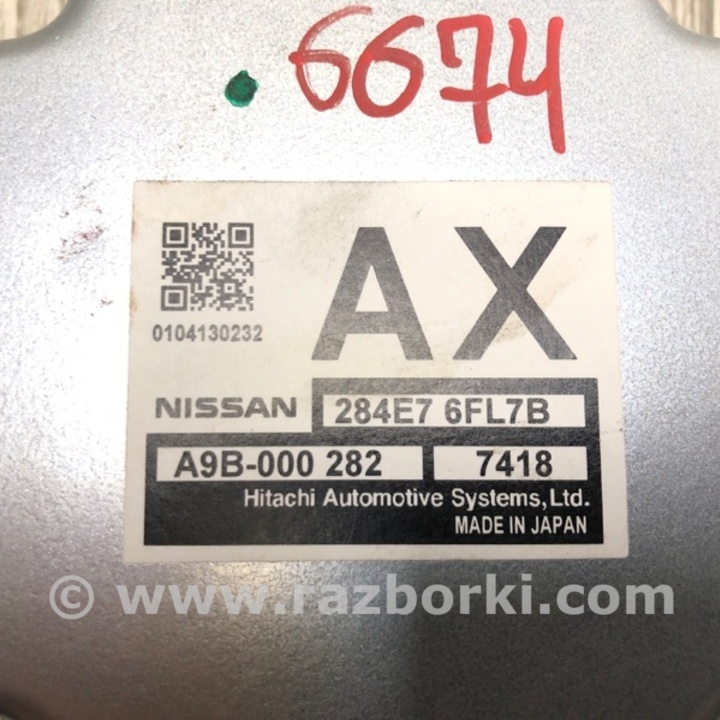 .6674
AX
0104130232
NISSAN 284E7 6FL7B
A9B-000 282 7418
Hitachi Automotive Systems,Ltd.
MADE IN JAPAN
© www.razborki.com